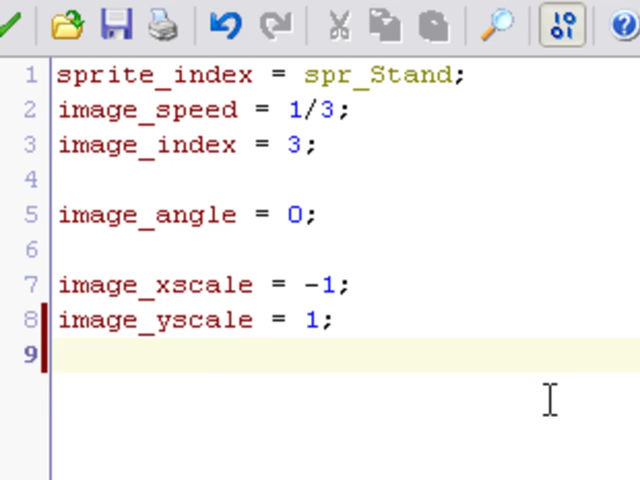 1 sprite_index = spr_Stand;
2 image_speed = 1/3;
3 image_index = 3;
4
5 image_angle = 0;
6
7 image_xscale = -1;
8 image_yscale = 1;
9